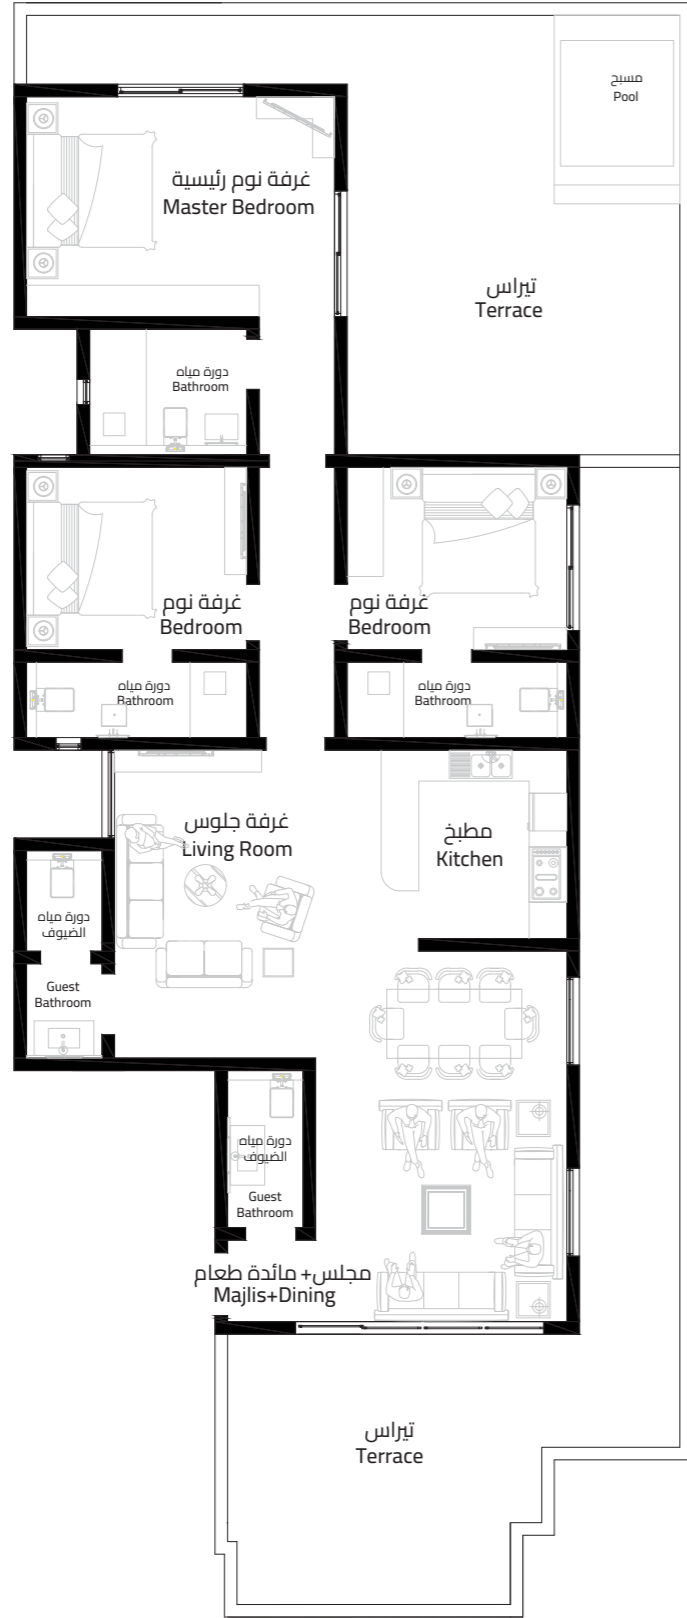 مسبح
Pool
غرفة نوم رئيسية
Master Bedroom
تيراس
Terrace
دورة مياه
Bathroom
غرفة نوم
Bedroom
غرفة نوم
Bedroom
دورة مياه
Bathroom
دورة مياه
Bathroom
غرفة جلوس
Living Room
مطبخ
Kitchen
دورة مياه
الضيوف
Guest
Bathroom
دورة مياه
الضيوف
Guest
Bathroom
مجلس+ مائدة طعام
Majlis+Dining
تيراس
Terrace